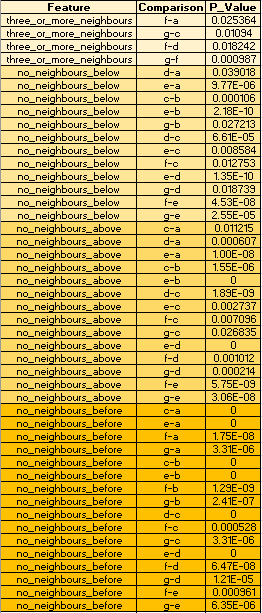 Feature Comparison P_Value
three_or_more_neighbours f-a 0.025364
three_or_more_neighbours g-c 0.01094
three_or_more_neighbours f-d 0.018242
three_or_more_neighbours g-f 0.000987
no_neighbours_below d-a 0.039018
no_neighbours_below e-a 9.77E-06
no_neighbours_below c-b 0.000106
no_neighbours_below e-b 2.18E-10
no_neighbours_below g-b 0.027213
no_neighbours_below d-c 6.61E-05
no_neighbours_below e-c 0.008584
no_neighbours_below f-c 0.012753
no_neighbours_below e-d 1.35E-10
no_neighbours_below g-d 0.018739
no_neighbours_below f-e 4.53E-08
no_neighbours_below g-e 2.55E-05
no_neighbours_above c-a 0.011215
no_neighbours_above d-a 0.000607
no_neighbours_above e-a 1.00E-08
no_neighbours_above c-b 1.55E-06
no_neighbours_above e-b 0
no_neighbours_above d-c 1.89E-09
no_neighbours_above e-c 0.002737
no_neighbours_above f-c 0.007096
no_neighbours_above g-c 0.026835
no_neighbours_above e-d 0
no_neighbours_above f-d 0.001012
no_neighbours_above g-d 0.000214
no_neighbours_above f-e 5.75E-09
no_neighbours_above g-e 3.06E-08
no_neighbours_before c-a 0
no_neighbours_before e-a 0
no_neighbours_before f-a 1.75E-08
no_neighbours_before g-a 3.31E-06
no_neighbours_before c-b 0
no_neighbours_before e-b 0
no_neighbours_before f-b 1.29E-09
no_neighbours_before g-b 2.41E-07
no_neighbours_before d-c 0
no_neighbours_before f-c 0.000528
no_neighbours_before g-c 3.31E-06
no_neighbours_before e-d 0
no_neighbours_before f-d 6.47E-08
no_neighbours_before g-d 1.21E-05
no_neighbours_before f-e 0.000961
no_neighbours_before g-e 6.35E-06